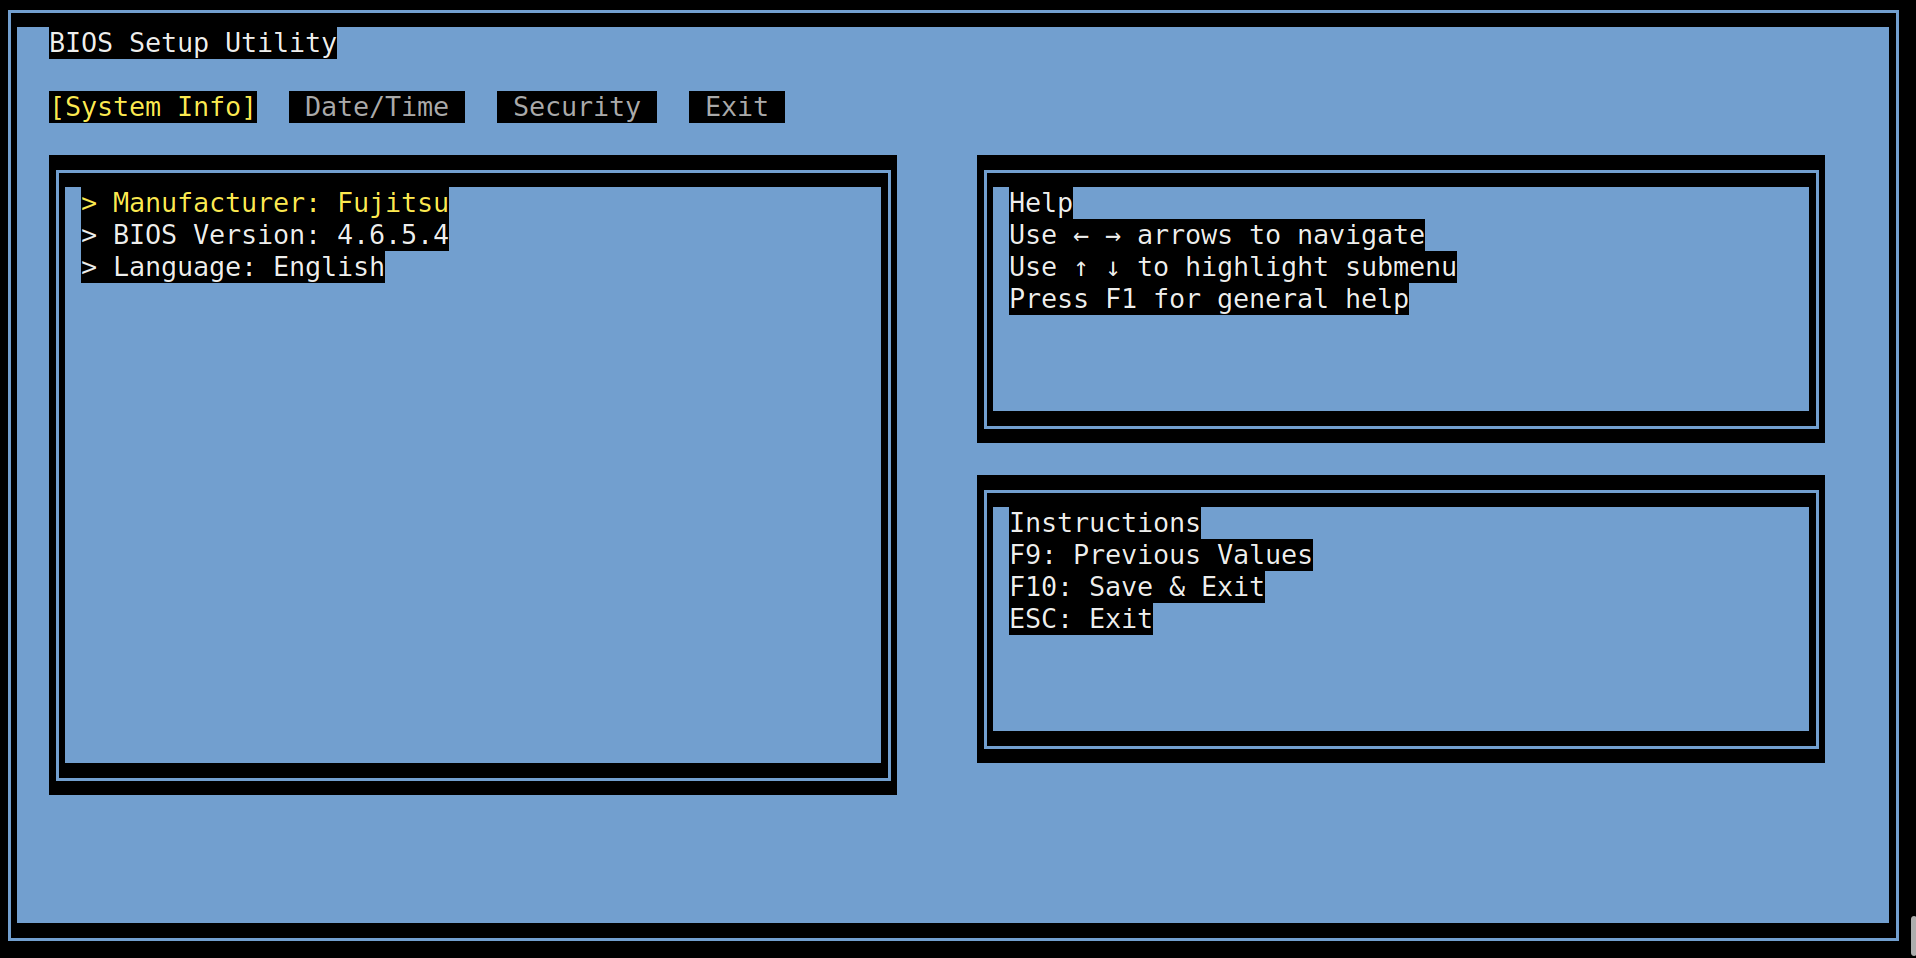 BIOS Setup Utility
[System Info] Date/Time Security Exit
> Manufacturer: Fujitsu
> BIOS Version: 4.6.5.4
> Language: English
Help
Use ← → arrows to navigate
Use ↑ ↓ to highlight submenu
Press F1 for general help
Instructions
F9: Previous Values
F10: Save & Exit
ESC: Exit